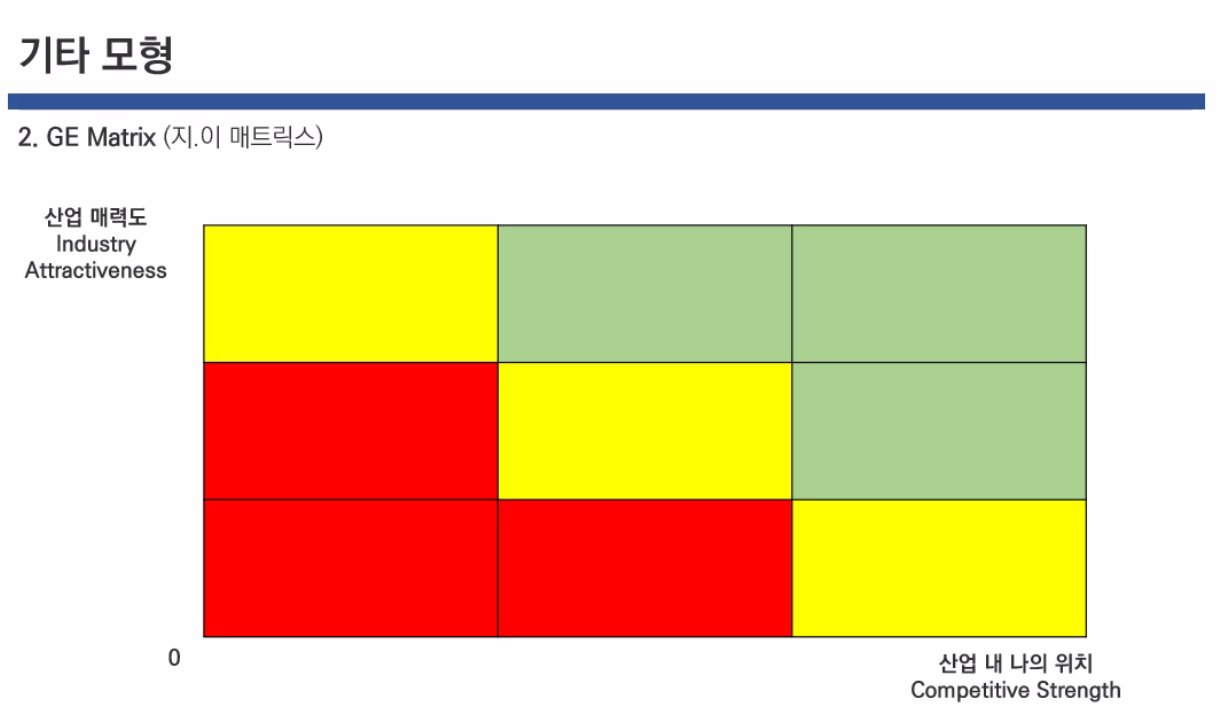 기타 모형
2. GE Matrix (지.이 매트릭스)
산업 매력도
Industry
Attractiveness
0
산업 내 나의 위치
Competitive Strength